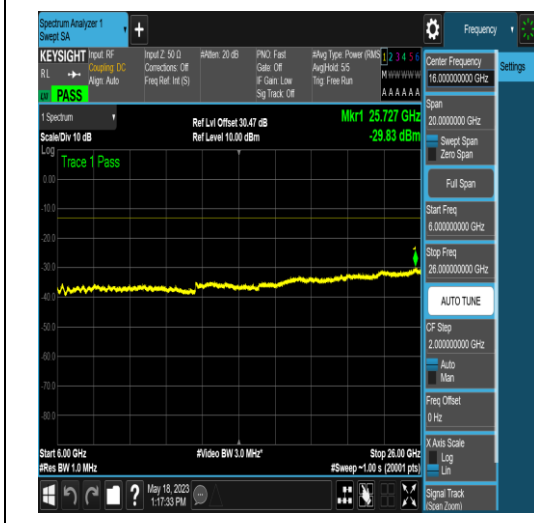 Spectrum Analyzer 1
Swept SA
+
Frequency
KEYSIGHT
RL
PASS
Input: RF
Coupling: DC
Align: Auto
Input Z: 50 Ω
Corrections: Off
Freq Ref: Int (S)
#Atten: 20 dB
PNO: Fast
Gate: Off
IF Gain: Low
Sig Track: Off
#Avg Type: Power (RMS
Avg|Hold: 5/5
Trig: Free Run
1 2 3 4 5 6
M W W W W W
A A A A A A
Settings
1 Spectrum
Scale/Div 10 dB
Ref Lvl Offset 30.47 dB
Ref Level 10.00 dBm
Mkr1 25.727 GHz
-29.83 dBm
Log
Trace 1 Pass
0.00
-10.0
-20.0
-30.0
-40.0
-50.0
-60.0
-70.0
-80.0
1
Start 6.00 GHz
#Res BW 1.0 MHz
#Video BW 3.0 MHz*
Stop 26.00 GHz
#Sweep ~1.00 s (20001 pts)
Center Frequency
16.000000000 GHz
Span
20.0000000 GHz
Swept Span
Zero Span
Full Span
Start Freq
6.000000000 GHz
Stop Freq
26.000000000 GHz
AUTO TUNE
CF Step
2.000000000 GHz
Auto
Man
Freq Offset
0 Hz
X Axis Scale
Log
Lin
Signal Track
(Span Zoom)
?
May 18, 2023
1:17:33 PM